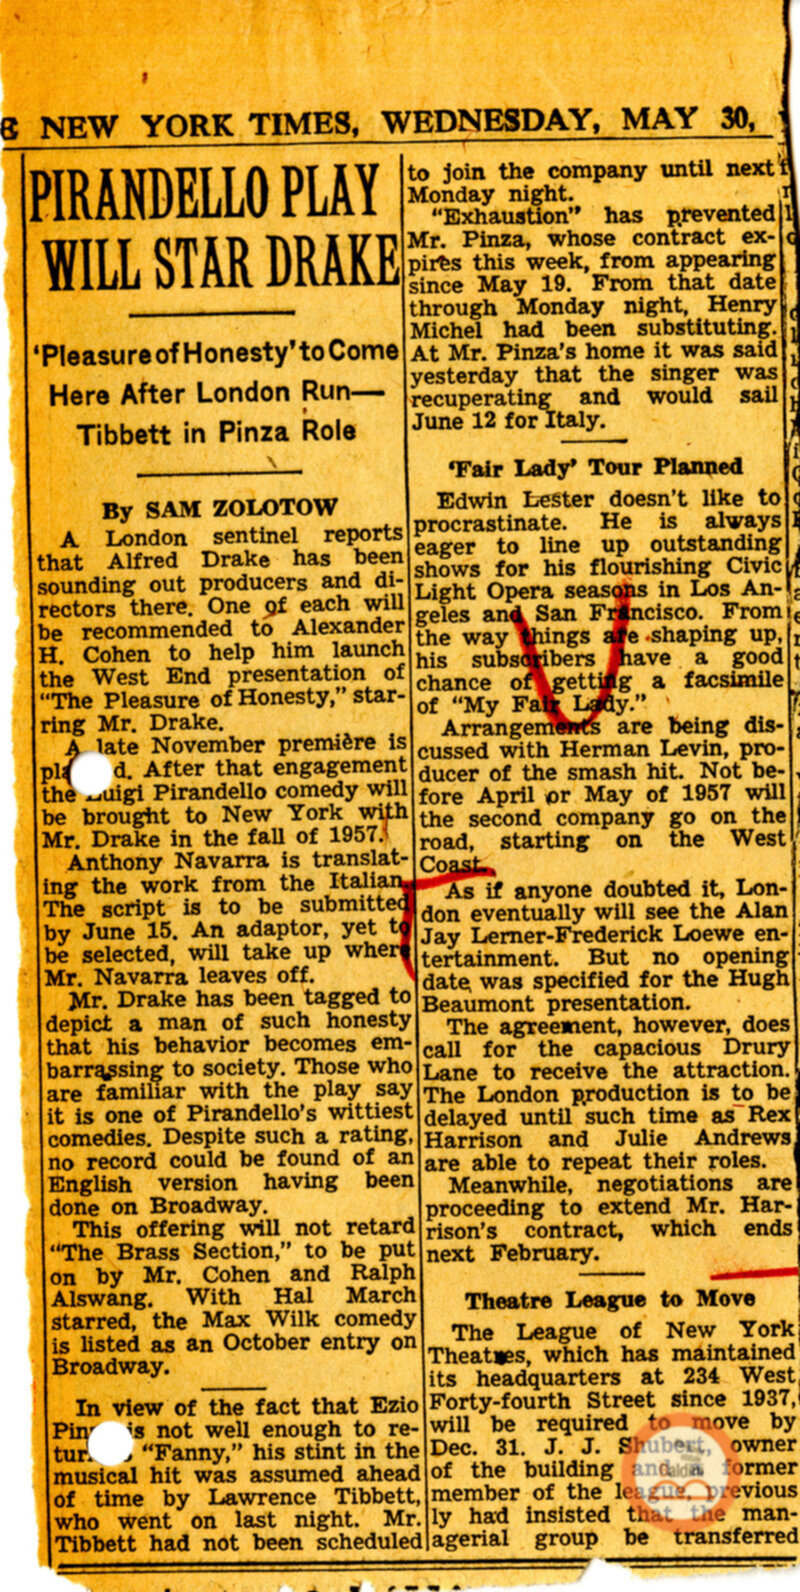 NEW YORK TIMES, WEDNESDAY, MAY 30,
PIRANDELLO PLAY
WILL STAR DRAKE
'Pleasure of Honesty' to Come
Here After London Run—
Tibbett in Pinza Role
By SAM ZOLOTOW
A London sentinel reports
that Alfred Drake has been
sounding out producers and di-
rectors there. One of each will
be recommended to Alexander
H. Cohen to help him launch
the West End presentation of
"The Pleasure of Honesty," star-
ring Mr. Drake.
A late November première is
pla d. After that engagement
the Luigi Pirandello comedy will
be brought to New York with
Mr. Drake in the fall of 1957.
Anthony Navarra is translat-
ing the work from the Italian.
The script is to be submitted
by June 15. An adaptor, yet to
be selected, will take up where
Mr. Navarra leaves off.
Mr. Drake has been tagged to
depict a man of such honesty
that his behavior becomes em-
barrassing to society. Those who
are familiar with the play say
it is one of Pirandello's wittiest
comedies. Despite such a rating,
no record could be found of an
English version having been
done on Broadway.
This offering will not retard
"The Brass Section," to be put
on by Mr. Cohen and Ralph
Alswang. With Hal March
starred, the Max Wilk comedy
is listed as an October entry on
Broadway.
In view of the fact that Ezio
Pin is not well enough to re-
tur "Fanny," his stint in the
musical hit was assumed ahead
of time by Lawrence Tibbett,
who went on last night. Mr.
Tibbett had not been scheduled
to join the company until next
Monday night.
"Exhaustion" has prevented
Mr. Pinza, whose contract ex-
pires this week, from appearing
since May 19. From that date
through Monday night, Henry
Michel had been substituting.
At Mr. Pinza's home it was said
yesterday that the singer was
recuperating and would sail
June 12 for Italy.
'Fair Lady' Tour Planned
Edwin Lester doesn't like to
procrastinate. He is always
eager to line up outstanding
shows for his flourishing Civic
Light Opera seasons in Los An-
geles and San Francisco. From
the way things are shaping up,
his subscribers have a good
chance of getting a facsimile
of "My Fair Lady."
Arrangements are being dis-
cussed with Herman Levin, pro-
ducer of the smash hit. Not be-
fore April or May of 1957 will
the second company go on the
road, starting on the West
Coast.
As if anyone doubted it, Lon-
don eventually will see the Alan
Jay Lerner-Frederick Loewe en-
tertainment. But no opening
date was specified for the Hugh
Beaumont presentation.
The agreement, however, does
call for the capacious Drury
Lane to receive the attraction.
The London production is to be
delayed until such time as Rex
Harrison and Julie Andrews
are able to repeat their roles.
Meanwhile, negotiations are
proceeding to extend Mr. Har-
rison's contract, which ends
next February.
Theatre League to Move
The League of New York
Theatres, which has maintained
its headquarters at 234 West
Forty-fourth Street since 1937,
will be required to move by
Dec. 31. J. J. Shubert, owner
of the building and a former
member of the league, previous
ly had insisted that the man-
agerial group be transferred